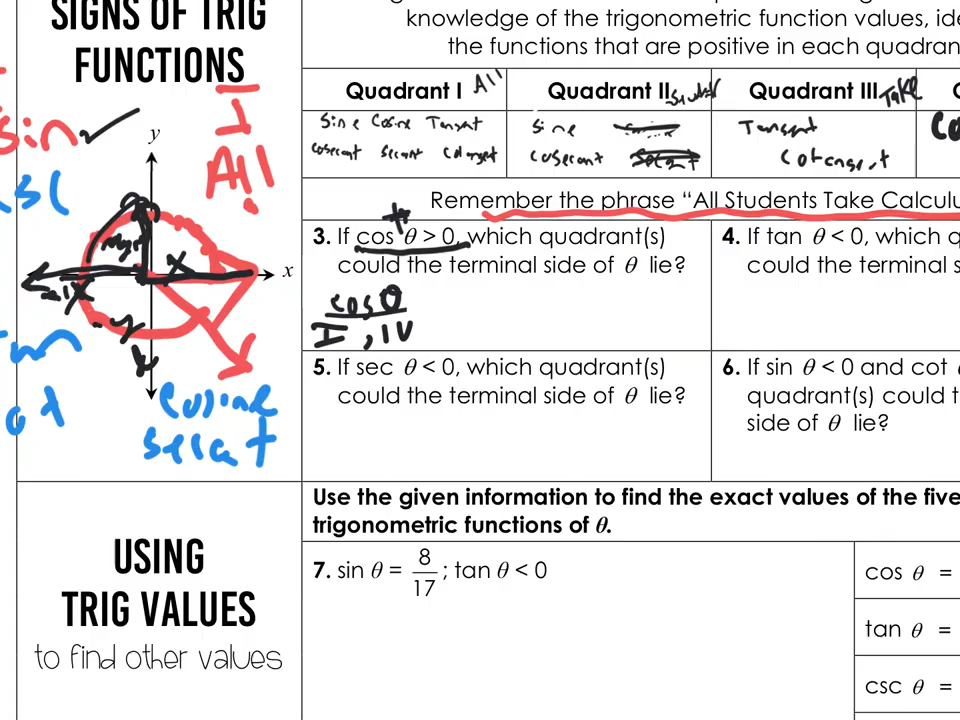 SIGNS OF TRIG
FUNCTIONS
knowledge of the trigonometric function values, ide
the functions that are positive in each quadran
Quadrant I All
Quadrant II
Quadrant III Take
Sine Cosine Tangent
cosecant secant Cotangent
Sine
cosecant
Tangent
Cotangent
Co
Remember the phrase “All Students Take Calculu
sin
csc
y
x
I
All
cosine
secant
3. If cos θ > 0, which quadrant(s)
could the terminal side of θ lie?
+
cos θ
I, IV
4. If tan θ < 0, which q
could the terminal s
5. If sec θ < 0, which quadrant(s)
could the terminal side of θ lie?
6. If sin θ < 0 and cot
quadrant(s) could t
side of θ lie?
USING
TRIG VALUES
to find other values
Use the given information to find the exact values of the five
trigonometric functions of θ.
7. sin θ = 8/17; tan θ < 0
cos θ =
tan θ =
csc θ =